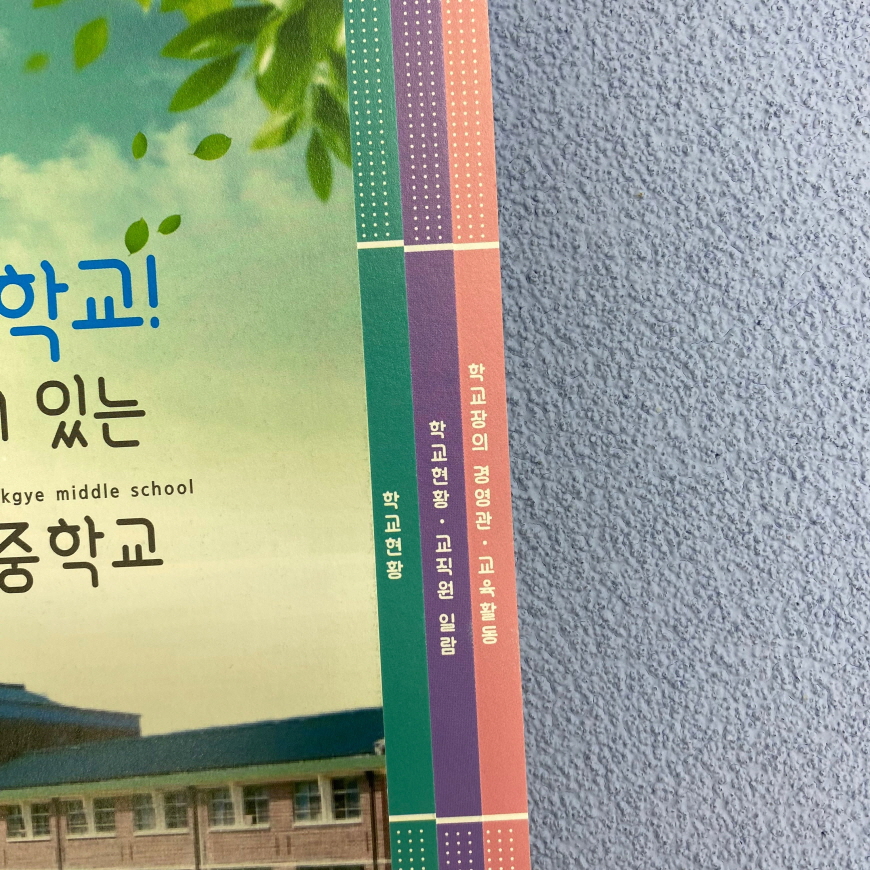 학교!
있는
kgye middle school
중학교
학교현황
학교현황 · 교직원 일람
학교장의 경영관 · 교육활동